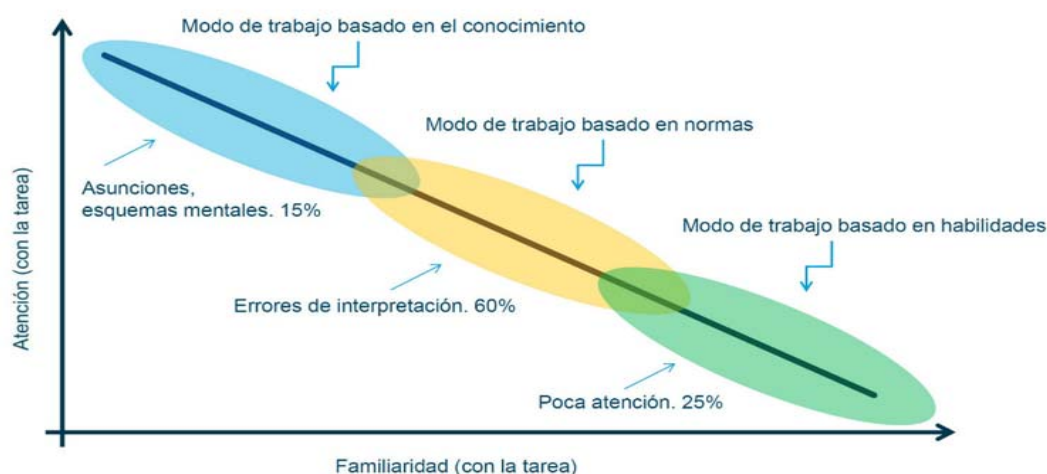 Modo de trabajo basado en el conocimiento
Modo de trabajo basado en normas
Asunciones,
esquemas mentales. 15%
Modo de trabajo basado en habilidades
Errores de interpretación. 60%
Poca atención. 25%
Atención (con la tarea)
Familiaridad (con la tarea)